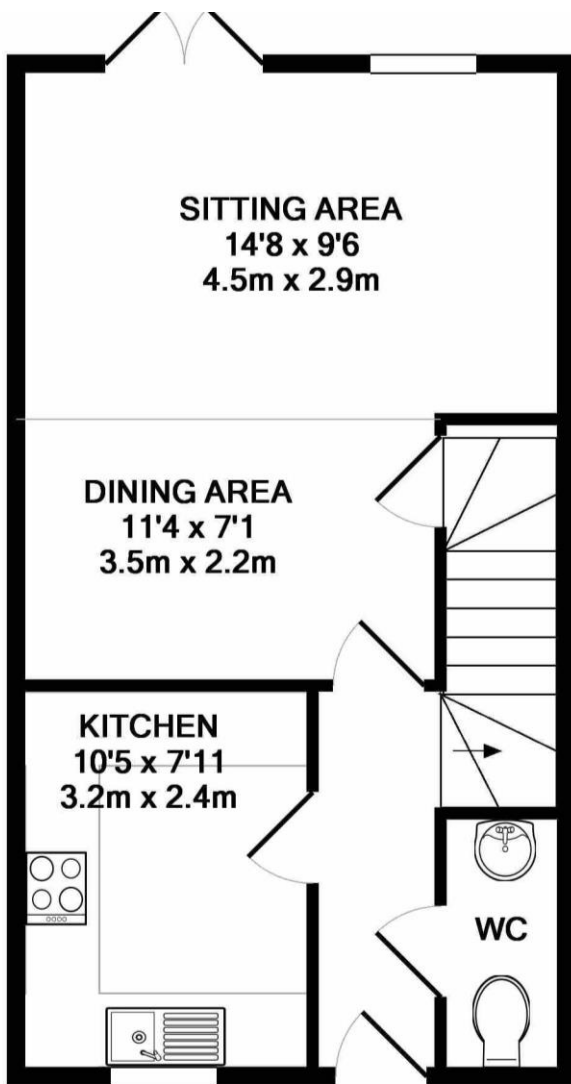 SITTING AREA
14'8 x 9'6
4.5m x 2.9m
DINING AREA
11'4 x 7'1
3.5m x 2.2m
KITCHEN
10'5 x 7'11
3.2m x 2.4m
WC